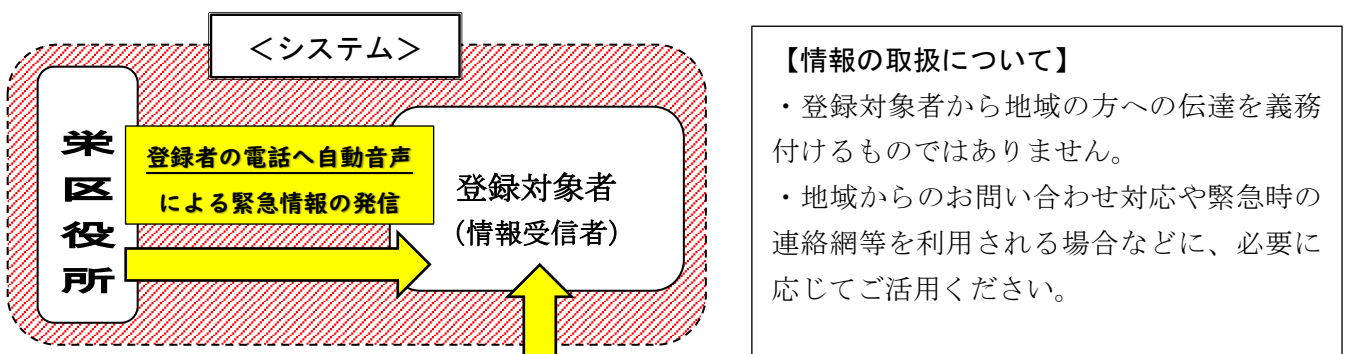 ＜システム＞
栄区役所
登録者の電話へ自動音声
による緊急情報の発信
登録対象者
（情報受信者）
【情報の取扱について】
・登録対象者から地域の方への伝達を義務
付けるものではありません。
・地域からのお問い合わせ対応や緊急時の
連絡網等を利用される場合などに、必要に
応じてご活用ください。